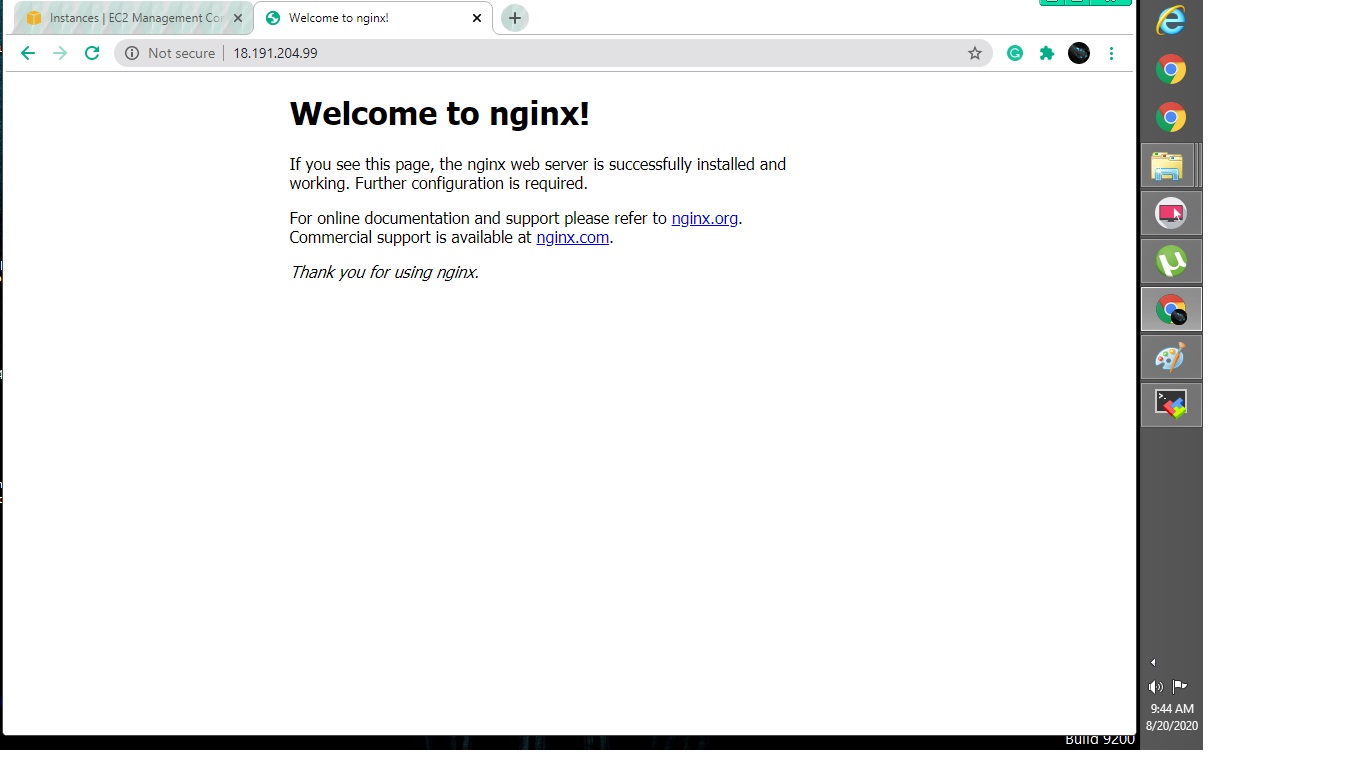 Instances | EC2 Management Co
Welcome to nginx!
Not secure
18.191.204.99
Welcome to nginx!
If you see this page, the nginx web server is successfully installed and
working. Further configuration is required.
For online documentation and support please refer to nginx.org.
Commercial support is available at nginx.com.
Thank you for using nginx.
9:44 AM
8/20/2020
Build 9200